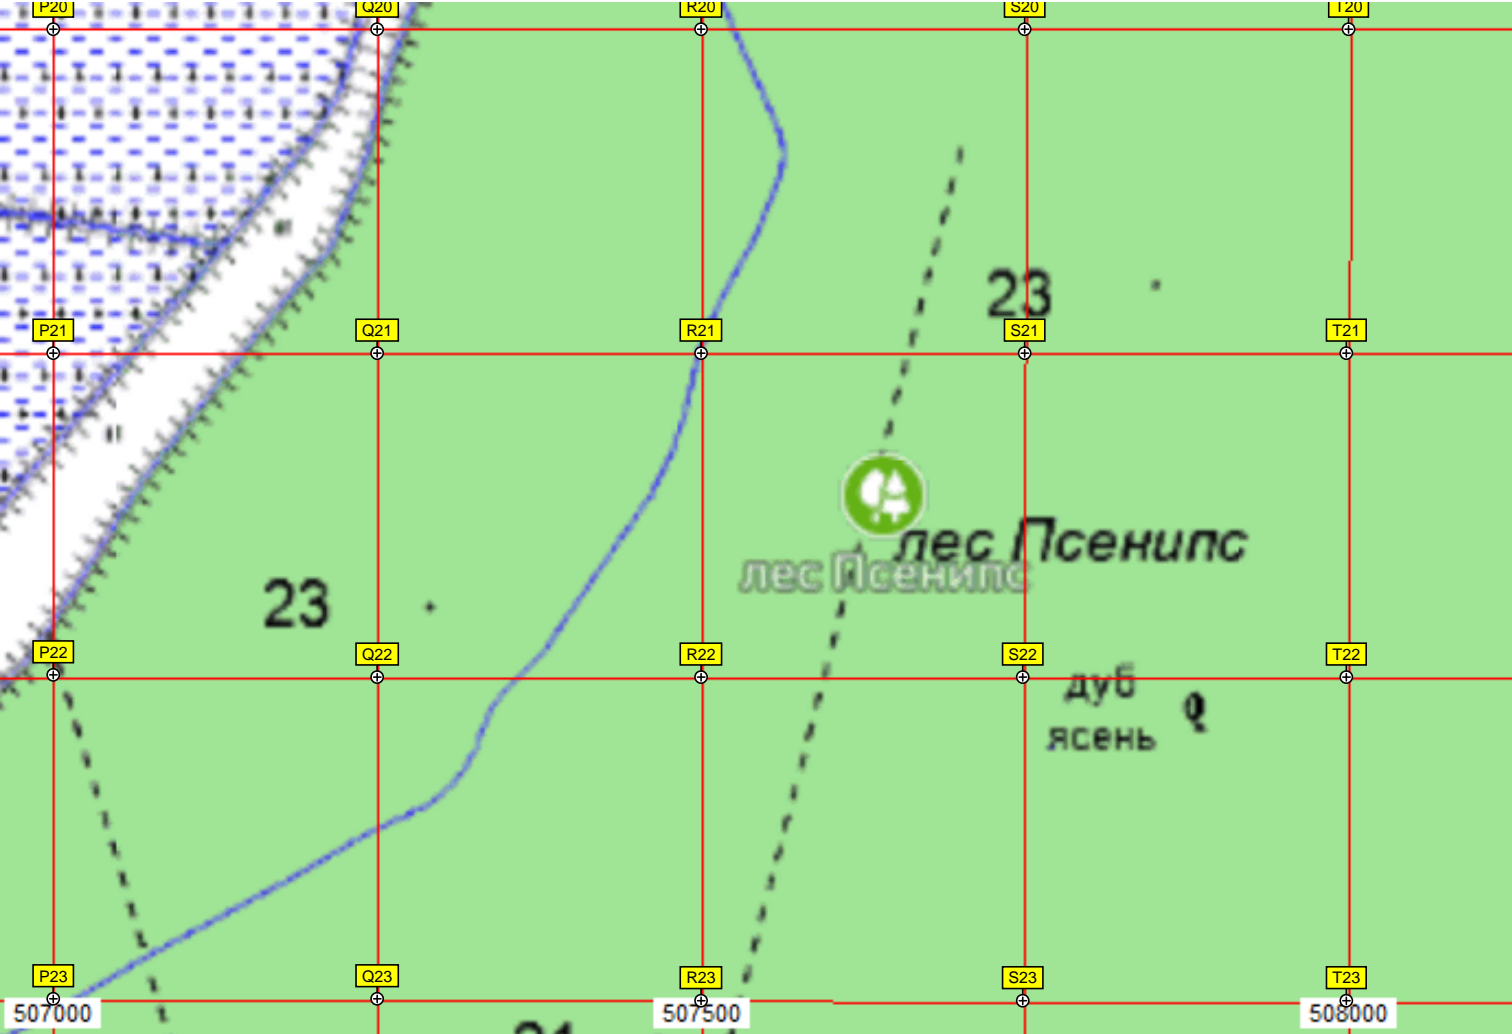 P20 Q20 R20 S20 T20
23
P21 Q21 R21 S21 T21
лес Псенипс
лес Псенипс
23
P22 Q22 R22 S22 T22
дуб
ясень
P23 Q23 R23 S23 T23
507000 507500 508000